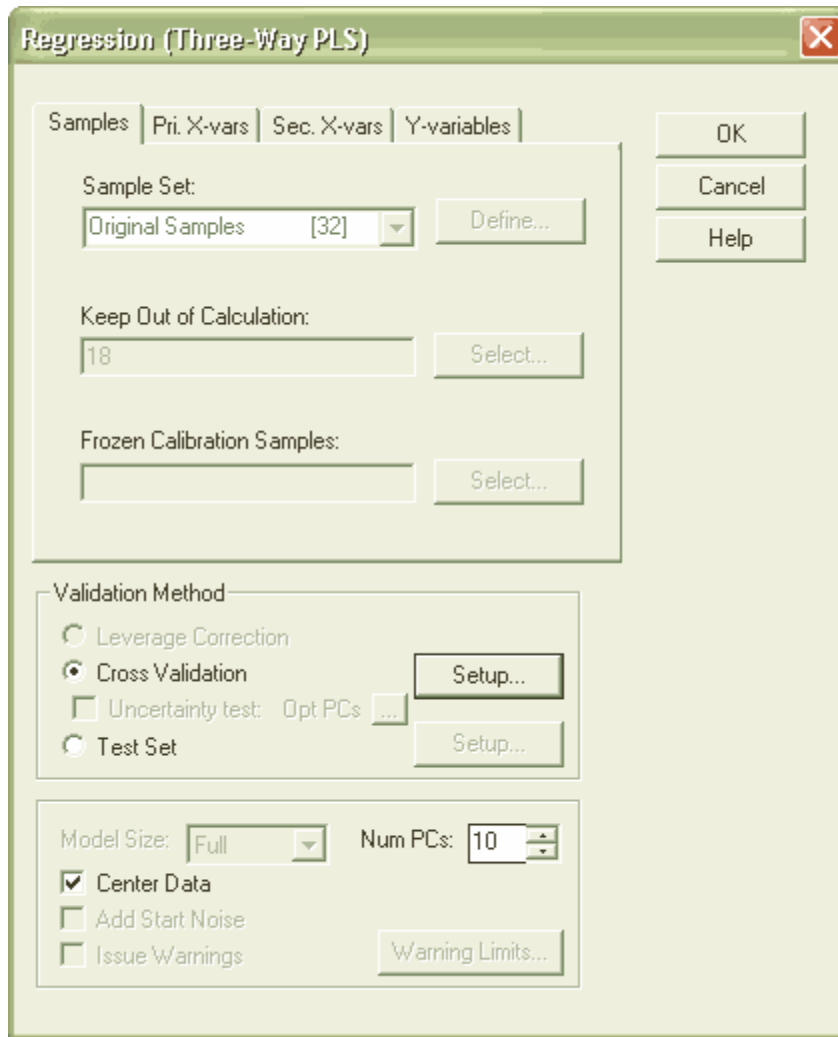 Regression (Three-Way PLS)
Samples Pri. X-vars Sec. X-vars Y-variables
OK
Cancel
Help
Sample Set:
Original Samples [32] Define...
Keep Out of Calculation:
18 Select...
Frozen Calibration Samples:
Select...
Validation Method
Leverage Correction
Cross Validation Setup...
Uncertainty test: Opt PCs ...
Test Set Setup...
Model Size: Full Num PCs: 10
Center Data
Add Start Noise
Issue Warnings Warning Limits...